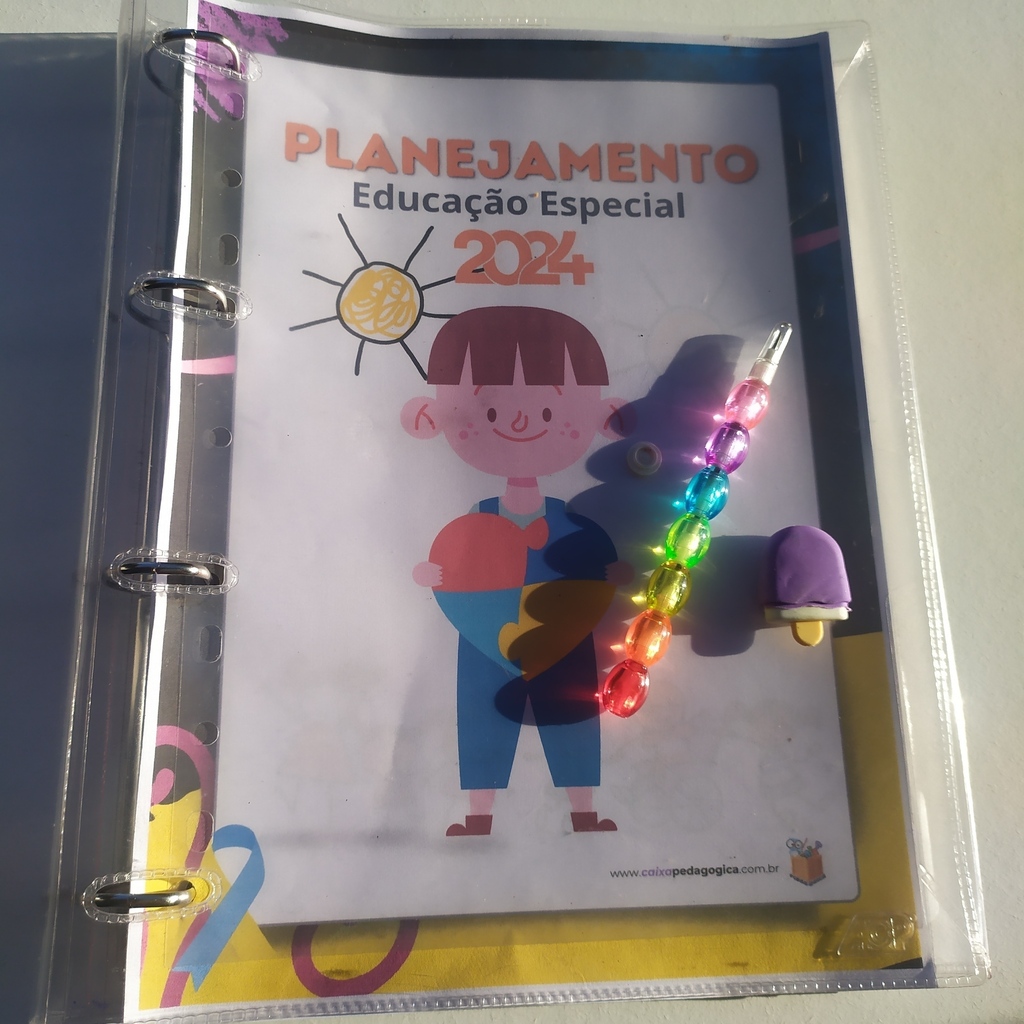 PLANEJAMENTO
Educação Especial
2024
www.caixapedagogica.com.br